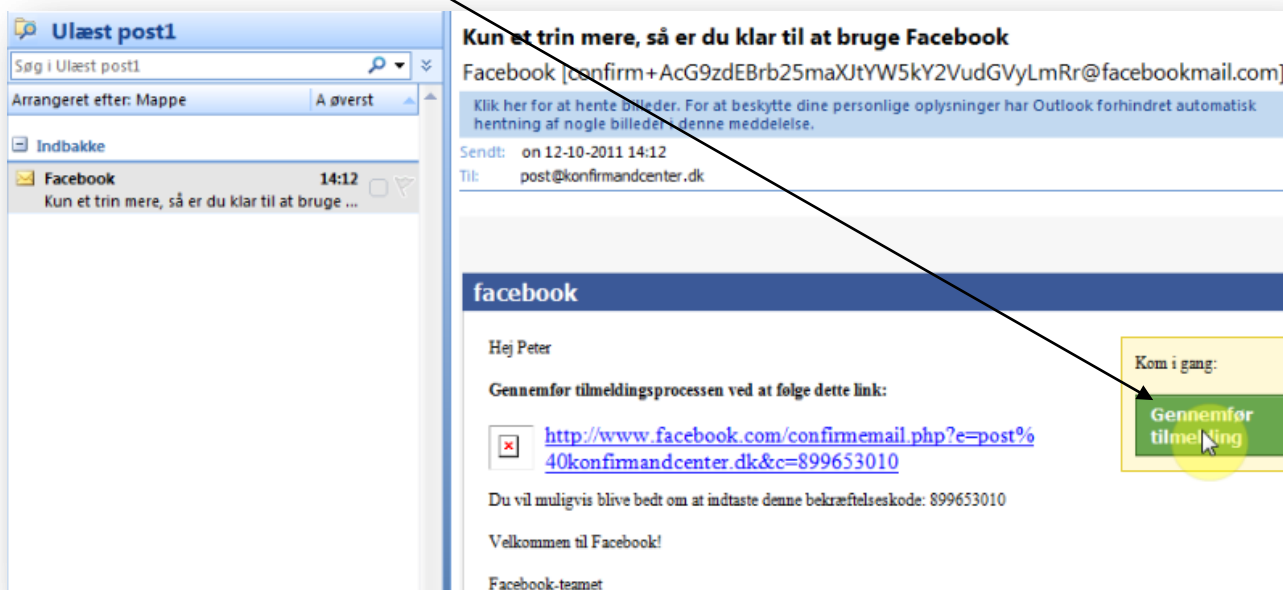 Ulæst post1
Søg i Ulæst post1
Arrangeret efter: Mappe A øverst
Indbakke
Facebook 14:12
Kun et trin mere, så er du klar til at bruge ...
Kun et trin mere, så er du klar til at bruge Facebook
Facebook [confirm+AcG9zdEBrb25maXJtYW5kY2VudGVyLmRr@facebookmail.com]
Klik her for at hente billeder. For at beskytte dine personlige oplysninger har Outlook forhindret automatisk
hentning af nogle billeder i denne meddelelse.
Sendt: on 12-10-2011 14:12
Til: post@konfirmandcenter.dk
facebook
Hej Peter
Gennemfør tilmeldingsprocessen ved at følge dette link:
http://www.facebook.com/confirmemail.php?e=post%
40konfirmandcenter.dk&c=899653010
Du vil muligvis blive bedt om at indtaste denne bekræftelseskode: 899653010
Velkommen til Facebook!
Facebook-teamet
Kom i gang:
Gennemfør
tilmelding